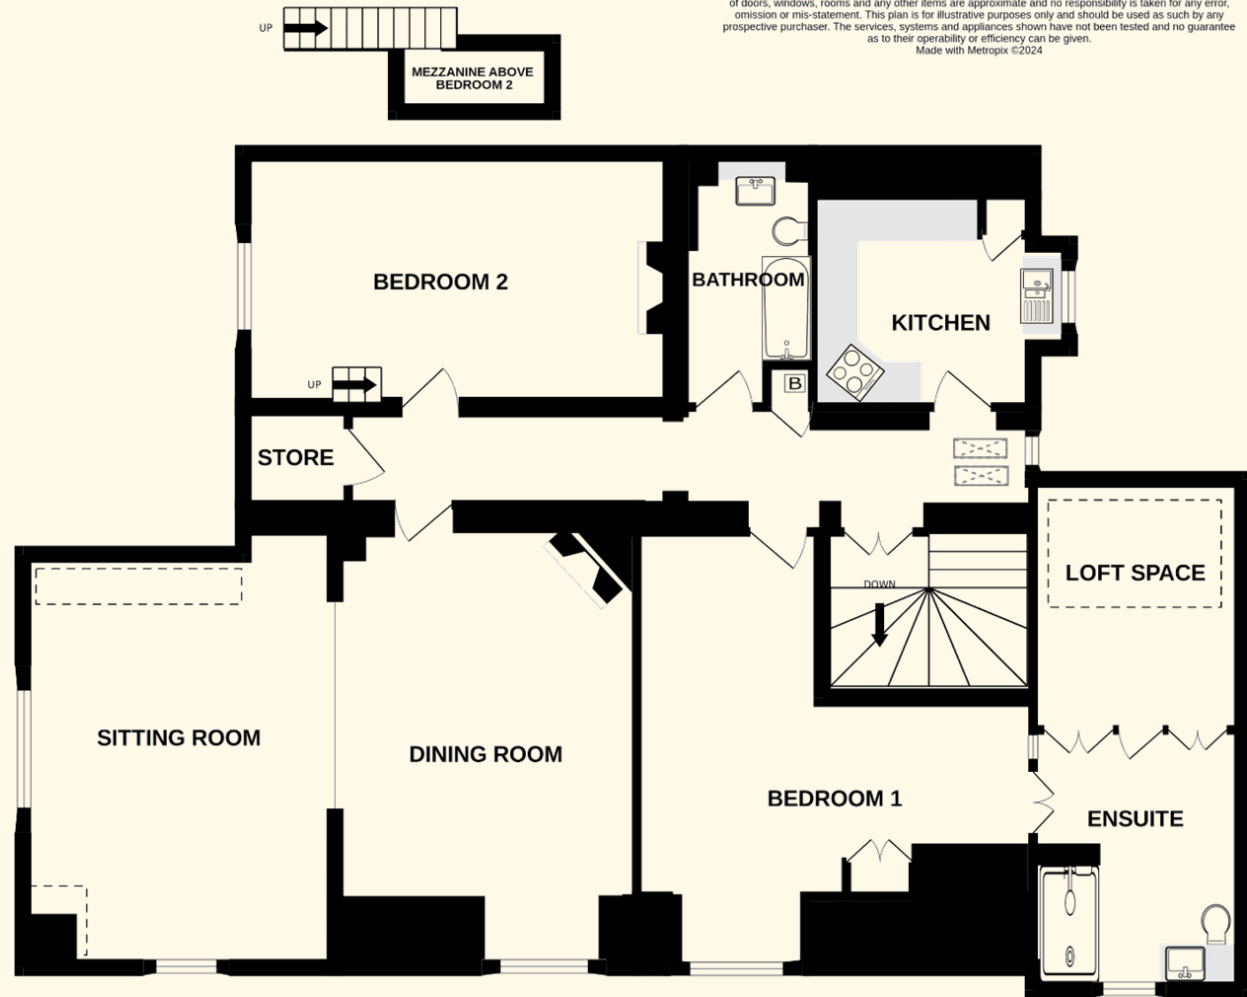 of doors, windows, rooms and any other items are approximate and no responsibility is taken for any error,
omission or mis-statement. This plan is for illustrative purposes only and should be used as such by any
prospective purchaser. The services, systems and appliances shown have not been tested and no guarantee
as to their operability or efficiency can be given.
Made with Metropix ©2024
UP
MEZZANINE ABOVE
BEDROOM 2
BEDROOM 2
BATHROOM
KITCHEN
UP
B
STORE
LOFT SPACE
DOWN
SITTING ROOM
DINING ROOM
BEDROOM 1
ENSUITE